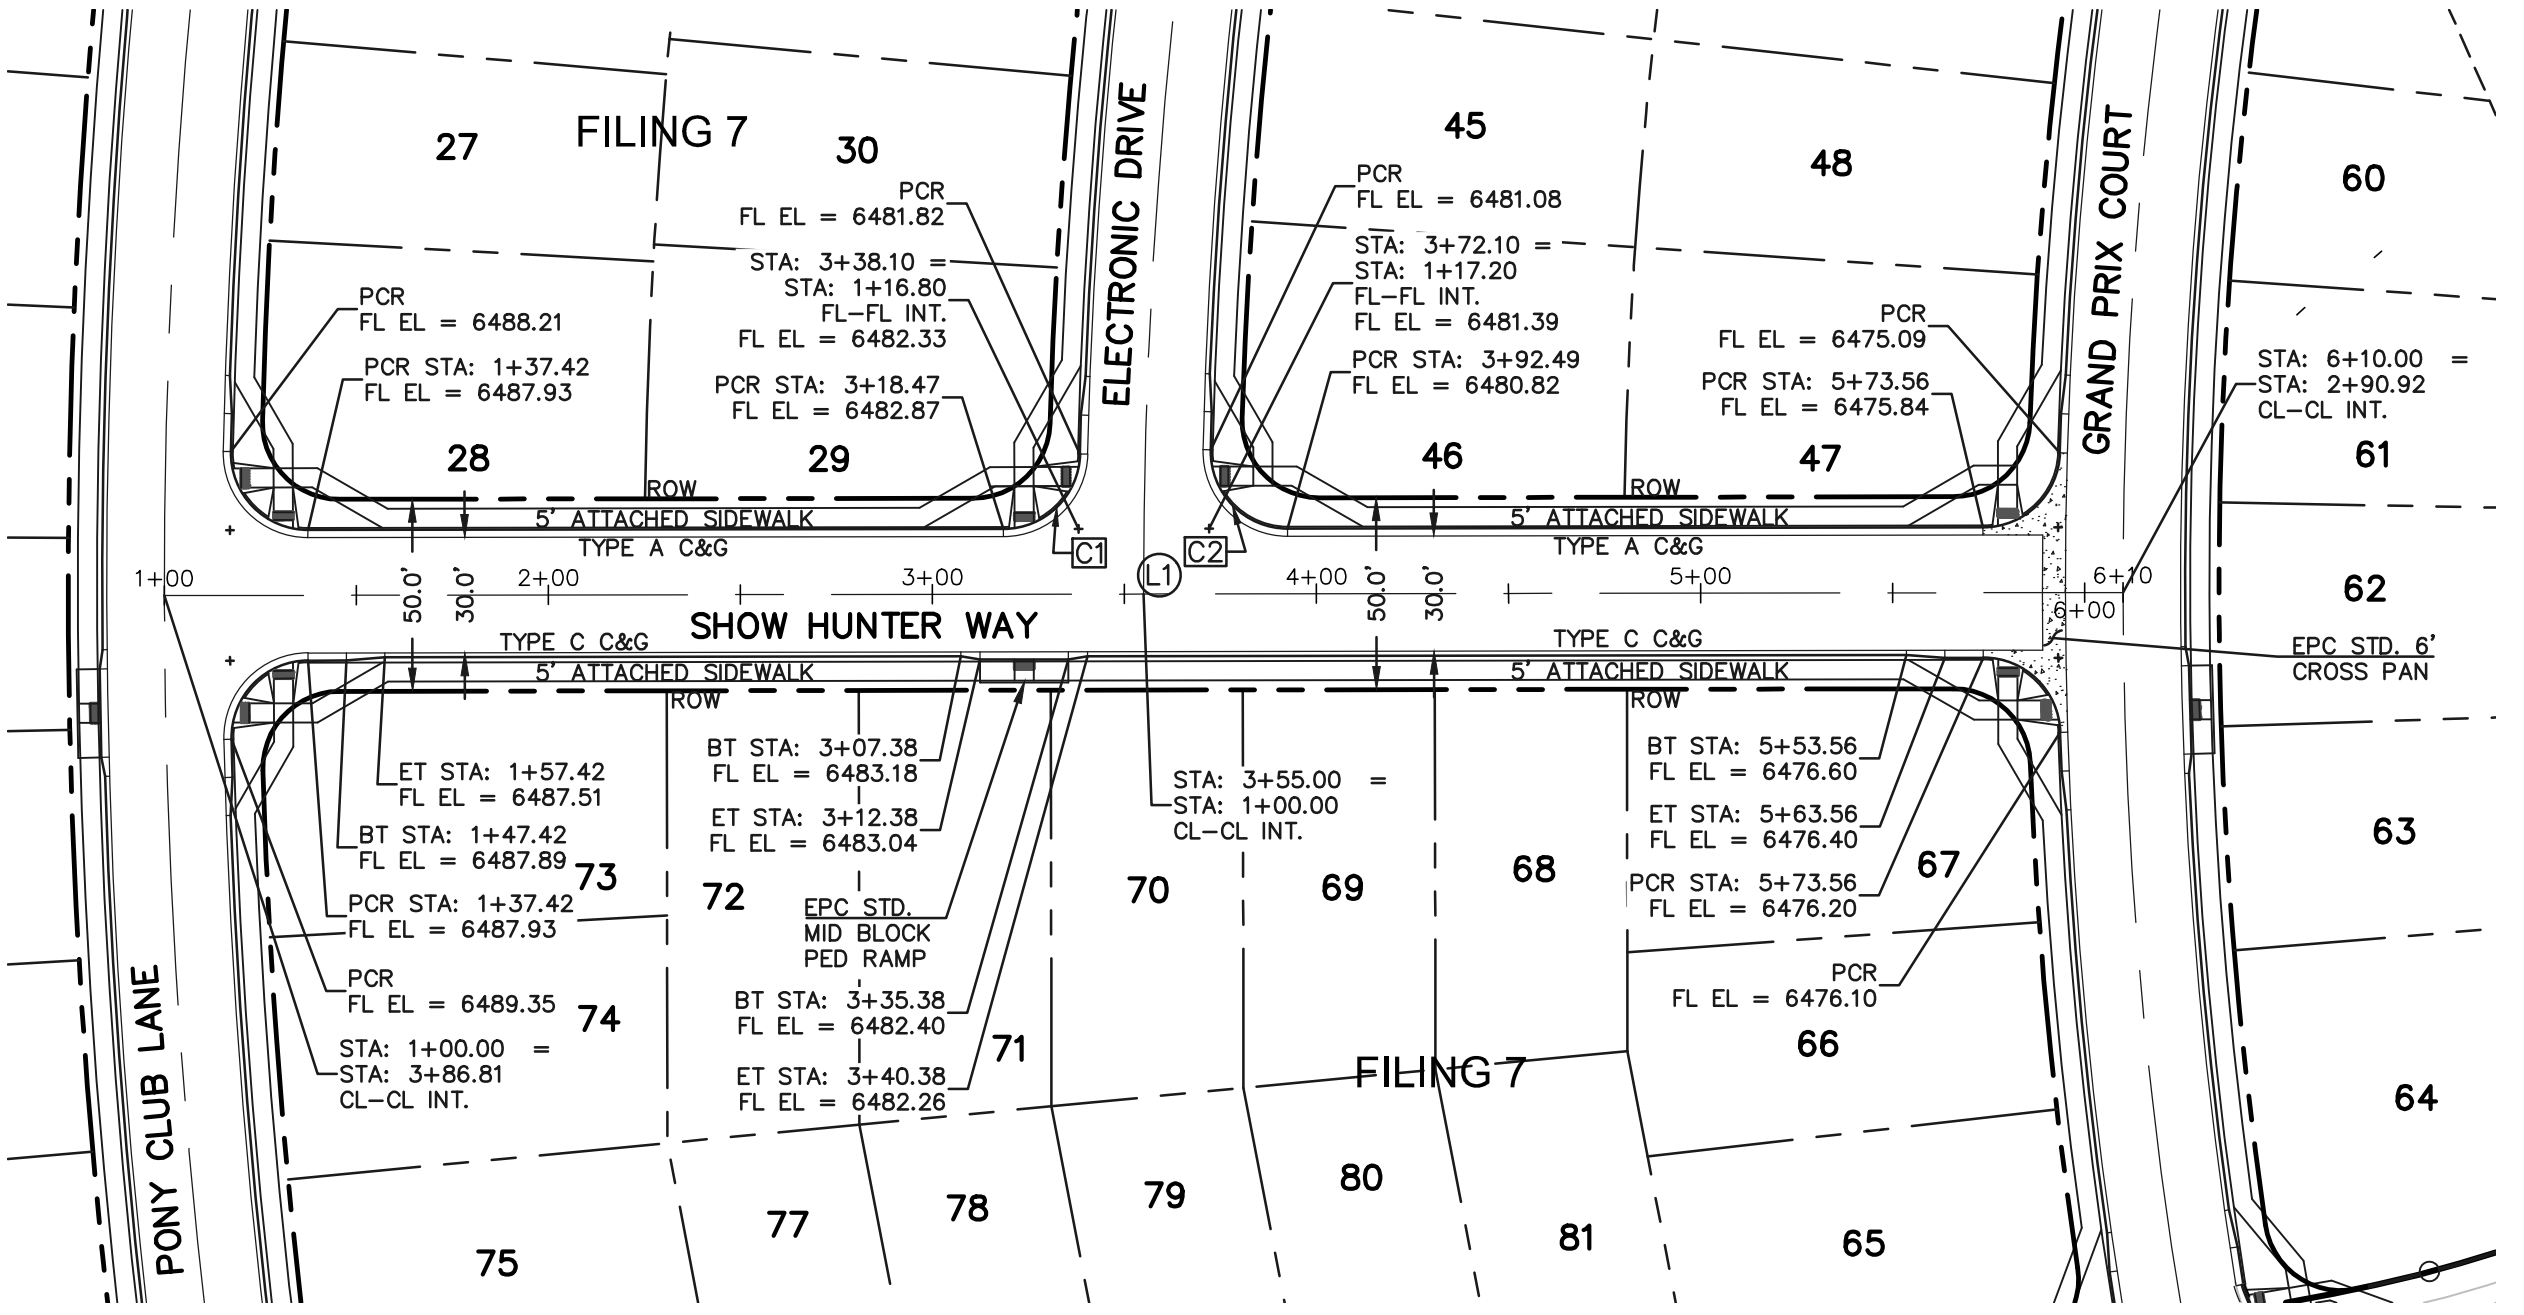 27
FILING 7
30
45
48
60
PCR
FL EL = 6481.82
STA: 3+38.10 =
STA: 1+16.80
FL-FL INT.
FL EL = 6482.33
PCR STA: 3+18.47
FL EL = 6482.87
PCR
FL EL = 6488.21
PCR STA: 1+37.42
FL EL = 6487.93
28
29
ELECTRONIC DRIVE
PCR
FL EL = 6481.08
STA: 3+72.10 =
STA: 1+17.20
FL-FL INT.
FL EL = 6481.39
PCR STA: 3+92.49
FL EL = 6480.82
PCR
FL EL = 6475.09
PCR STA: 5+73.56
FL EL = 6475.84
46
47
GRAND PRIX COURT
STA: 6+10.00 =
STA: 2+90.92
CL-CL INT.
61
ROW
5' ATTACHED SIDEWALK
TYPE A C&G
ROW
5' ATTACHED SIDEWALK
TYPE A C&G
C1
L1
C2
1+00
2+00
3+00
4+00
5+00
6+00
6+10
50.0'
30.0'
50.0'
30.0'
62
SHOW HUNTER WAY
TYPE C C&G
5' ATTACHED SIDEWALK
ROW
TYPE C C&G
5' ATTACHED SIDEWALK
ROW
EPC STD. 6'
CROSS PAN
ET STA: 1+57.42
FL EL = 6487.51
BT STA: 1+47.42
FL EL = 6487.89
PCR STA: 1+37.42
FL EL = 6487.93
PCR
FL EL = 6489.35
STA: 1+00.00 =
STA: 3+86.81
CL-CL INT.
73
74
72
BT STA: 3+07.38
FL EL = 6483.18
ET STA: 3+12.38
FL EL = 6483.04
EPC STD.
MID BLOCK
PED RAMP
BT STA: 3+35.38
FL EL = 6482.40
ET STA: 3+40.38
FL EL = 6482.26
71
STA: 3+55.00 =
STA: 1+00.00
CL-CL INT.
70
69
68
BT STA: 5+53.56
FL EL = 6476.60
ET STA: 5+63.56
FL EL = 6476.40
PCR STA: 5+73.56
FL EL = 6476.20
PCR
FL EL = 6476.10
67
63
66
FILING 7
64
PONY CLUB LANE
75
77
78
79
80
81
65